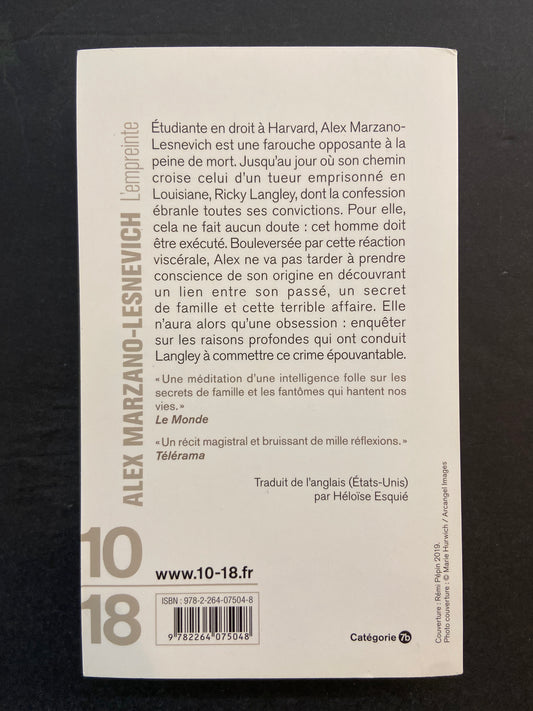 ALEX MARZANO-LESNEVICH L'empreinte
Étudiante en droit à Harvard, Alex Marzano-
Lesnevich est une farouche opposante à la
peine de mort. Jusqu'au jour où son chemin
croise celui d'un tueur emprisonné en
Louisiane, Ricky Langley, dont la confession
ébranle toutes ses convictions. Pour elle,
cela ne fait aucun doute : cet homme doit
être exécuté. Bouleversée par cette réaction
viscérale, Alex ne va pas tarder à prendre
conscience de son origine en découvrant
un lien entre son passé, un secret
de famille et cette terrible affaire. Elle
n'aura alors qu'une obsession : enquêter
sur les raisons profondes qui ont conduit
Langley à commettre ce crime épouvantable.
« Une méditation d'une intelligence folle sur les
secrets de famille et les fantômes qui hantent nos
vies. »
Le Monde
« Un récit magistral et bruissant de mille réflexions. »
Télérama
Traduit de l'anglais (États-Unis)
par Héloïse Esquié
10
18
www.10-18.fr
ISBN : 978-2-264-07504-8
9 782264 075048
Catégorie 7b
Couverture : Rémi Pépin 2019.
Photo couverture : © Marie Hurwich / Arcangel Images